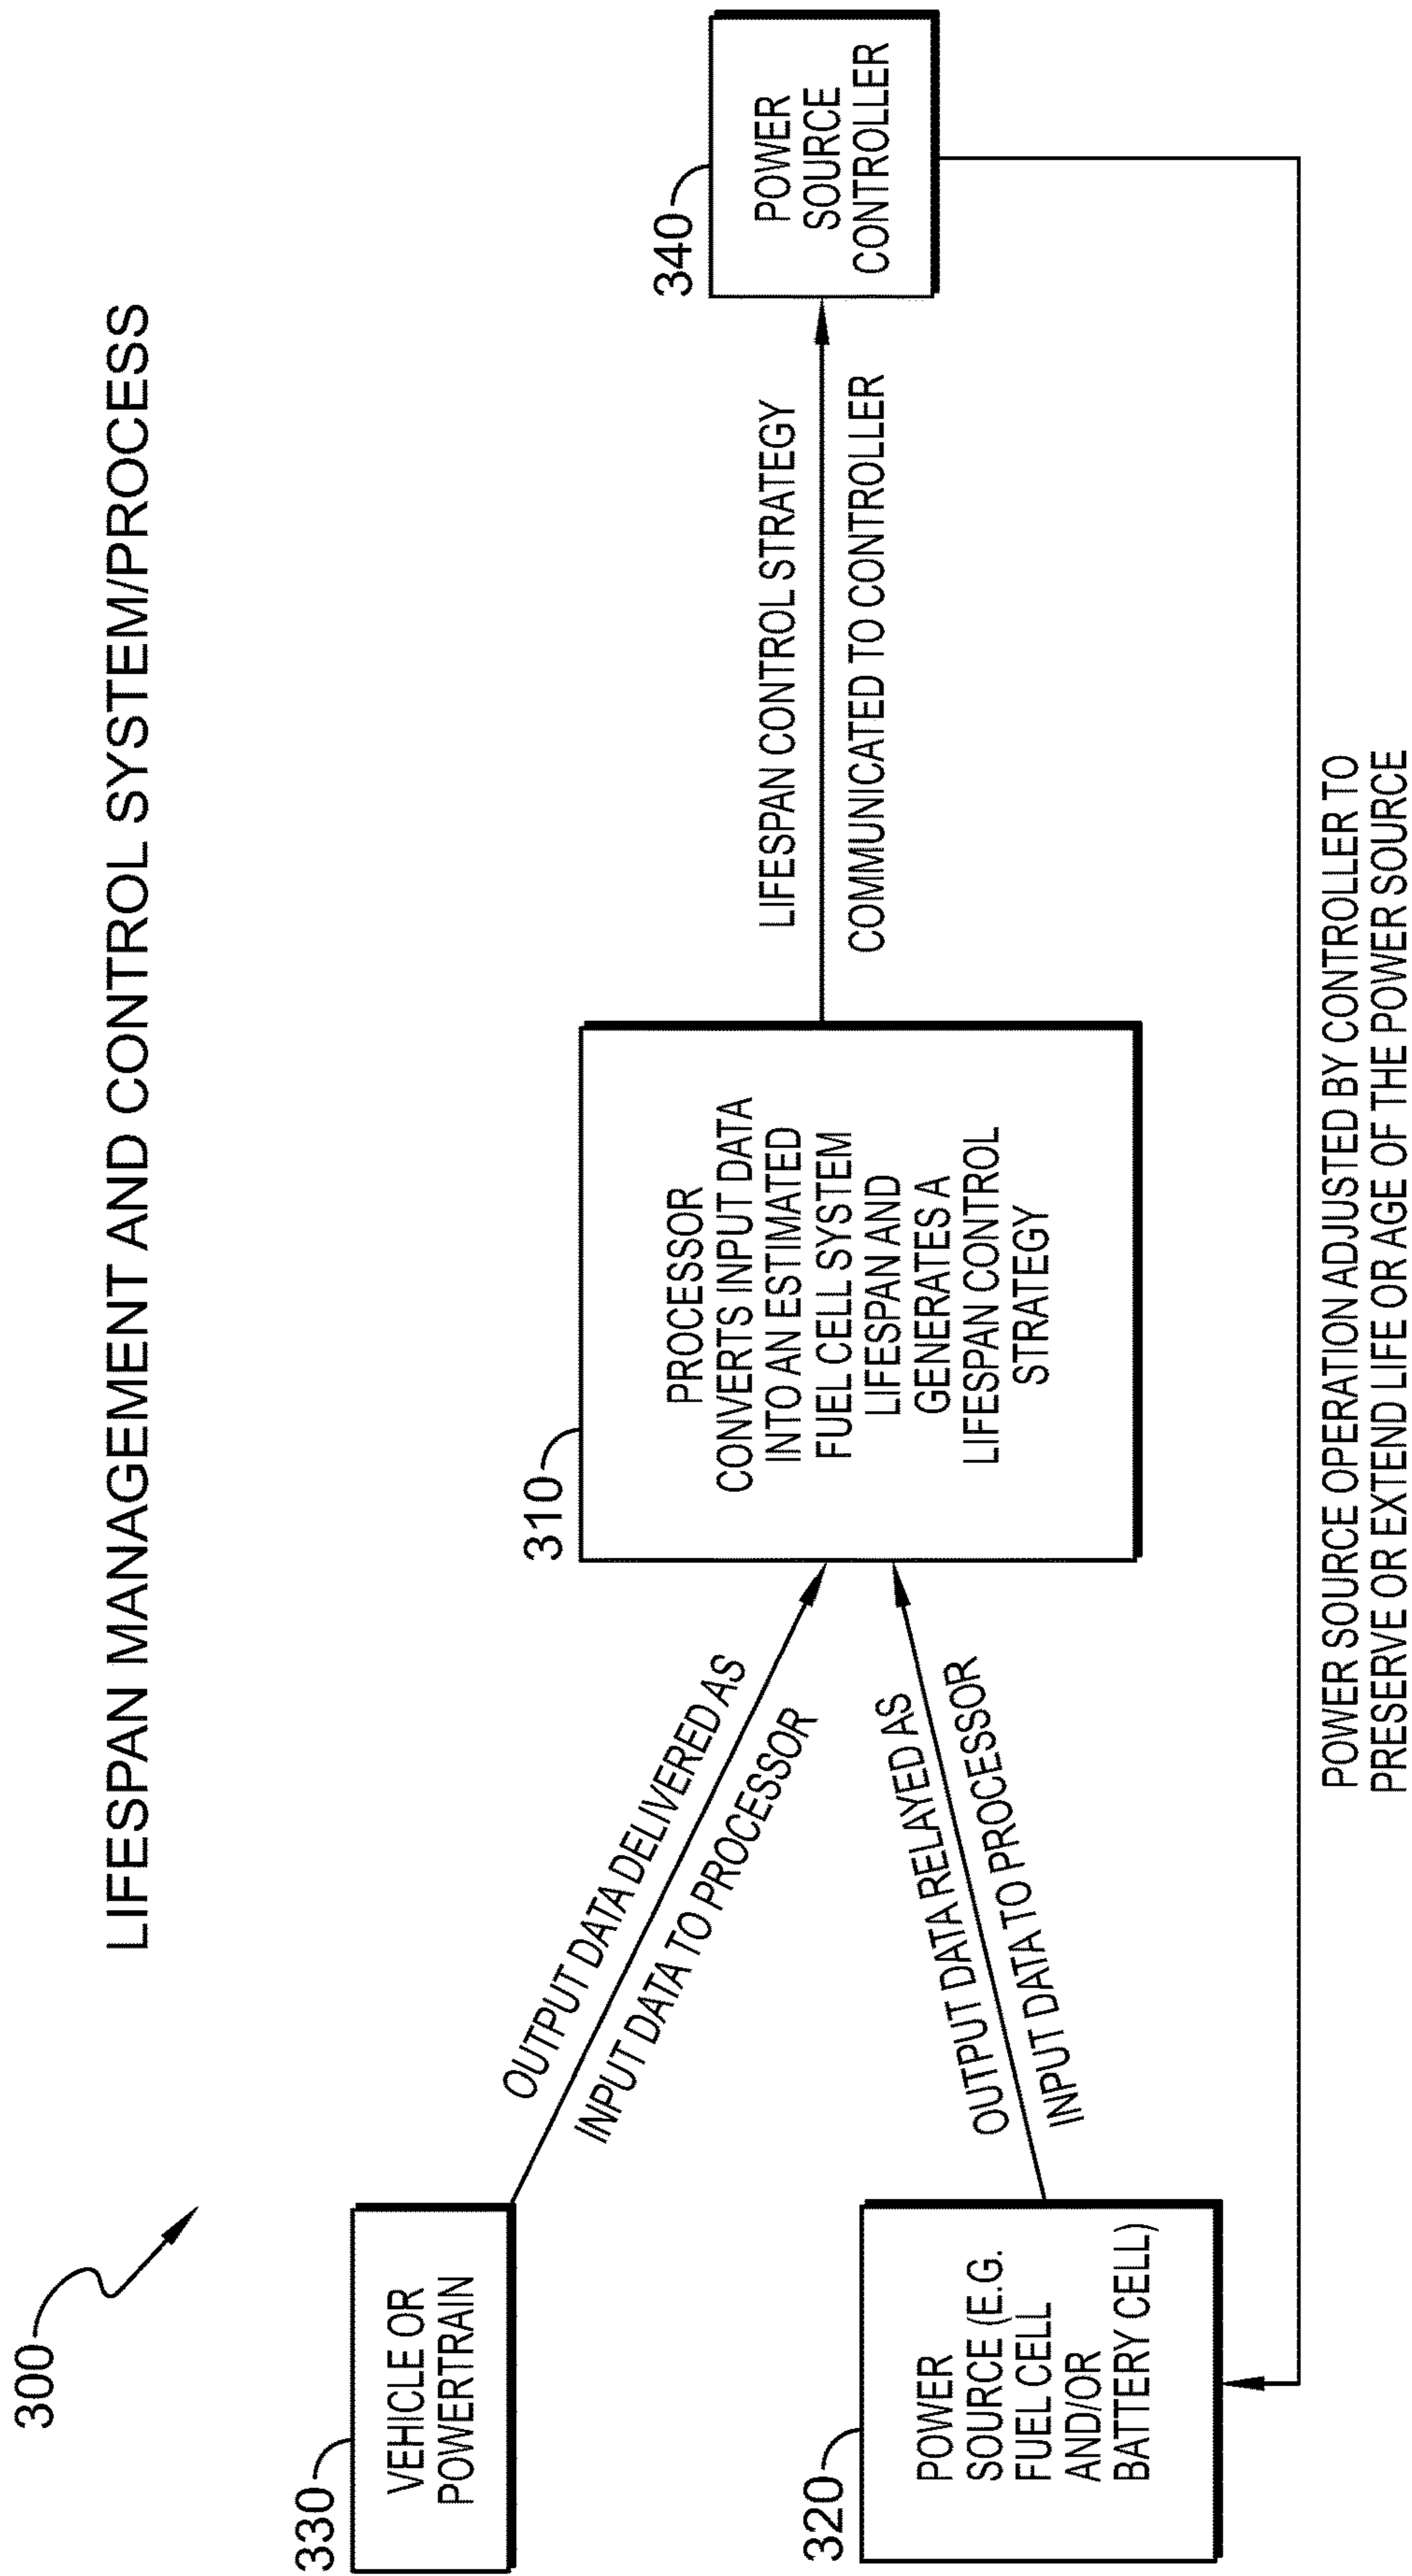 LIFESPAN MANAGEMENT AND CONTROL SYSTEM/PROCESS
300
330
VEHICLE OR
POWERTRAIN
OUTPUT DATA DELIVERED AS
INPUT DATA TO PROCESSOR
320
POWER
SOURCE (E.G.
FUEL CELL
AND/OR
BATTERY CELL)
OUTPUT DATA RELAYED AS
INPUT DATA TO PROCESSOR
310
PROCESSOR
CONVERTS INPUT DATA
INTO AN ESTIMATED
FUEL CELL SYSTEM
LIFESPAN AND
GENERATES A
LIFESPAN CONTROL
STRATEGY
LIFESPAN CONTROL STRATEGY
COMMUNICATED TO CONTROLLER
340
POWER
SOURCE
CONTROLLER
POWER SOURCE OPERATION ADJUSTED BY CONTROLLER TO
PRESERVE OR EXTEND LIFE OR AGE OF THE POWER SOURCE